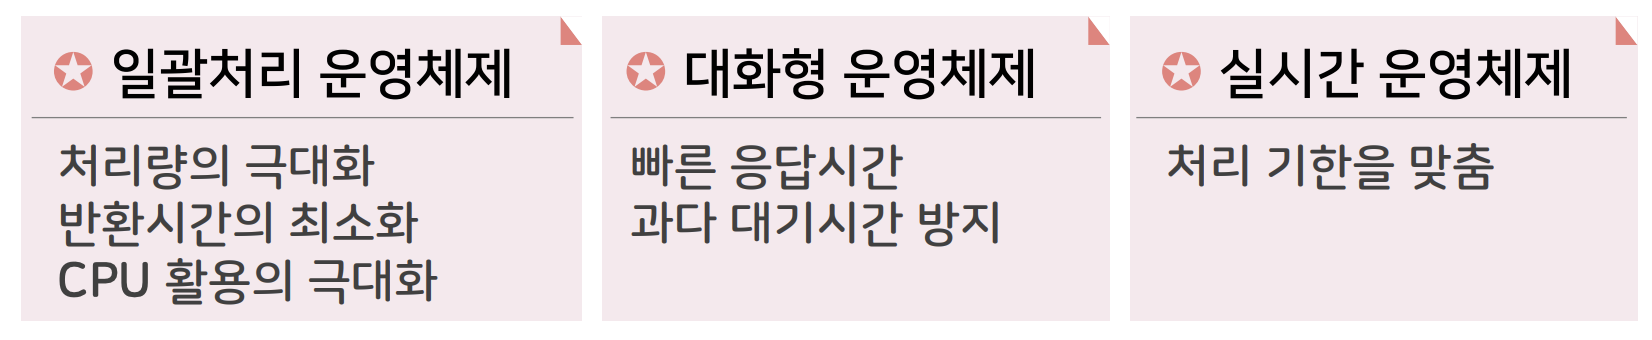 일괄처리 운영체제
처리량의 극대화
반환시간의 최소화
CPU 활용의 극대화
대화형 운영체제
빠른 응답시간
과다 대기시간 방지
실시간 운영체제
처리 기한을 맞춤